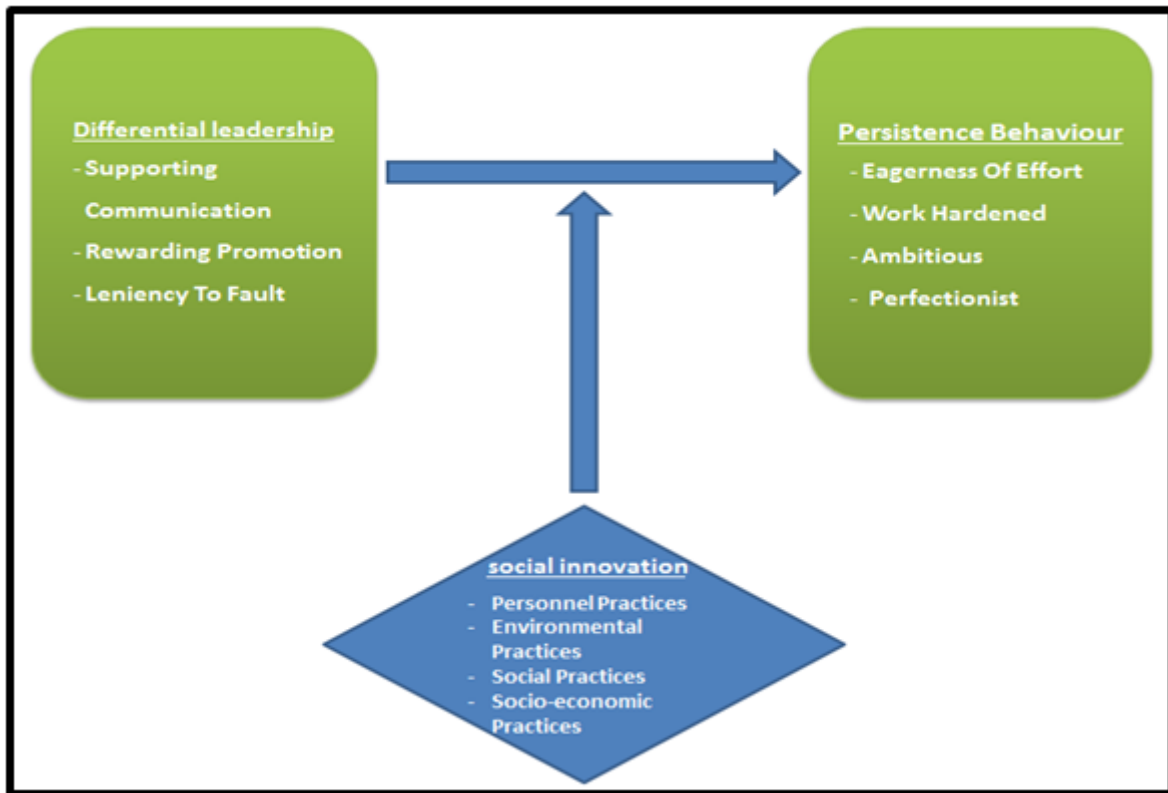 Differential leadership
- Supporting
Communication
- Rewarding Promotion
- Leniency To Fault
Persistence Behaviour
- Eagerness Of Effort
- Work Hardened
- Ambitious
- Perfectionist
social innovation
- Personnel Practices
- Environmental
Practices
- Social Practices
- Socio-economic
Practices